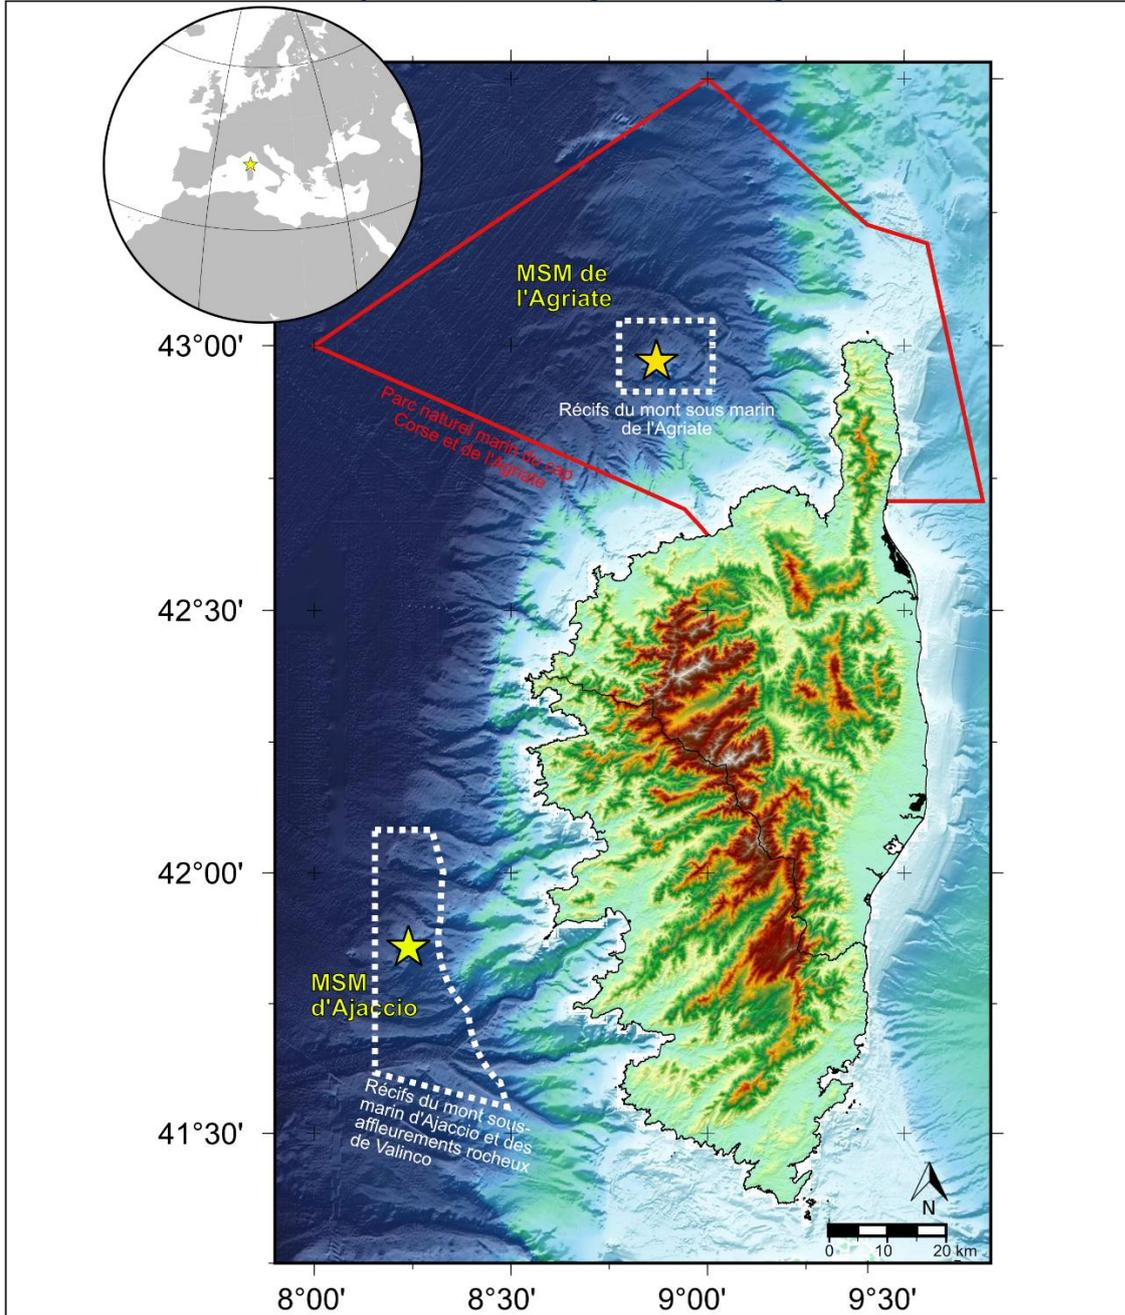 MSM de
l'Agriate
43°00'
Récifs du mont sous marin
de l'Agriate
Parc naturel marin du cap
Corse et de l'Agriate
42°30'
42°00'
MSM
d'Ajaccio
Récifs du mont sous-
marin d'Ajaccio et des
affleurements rocheux
de Valinco
41°30'
N
0 10 20 km
8°00' 8°30' 9°00' 9°30'